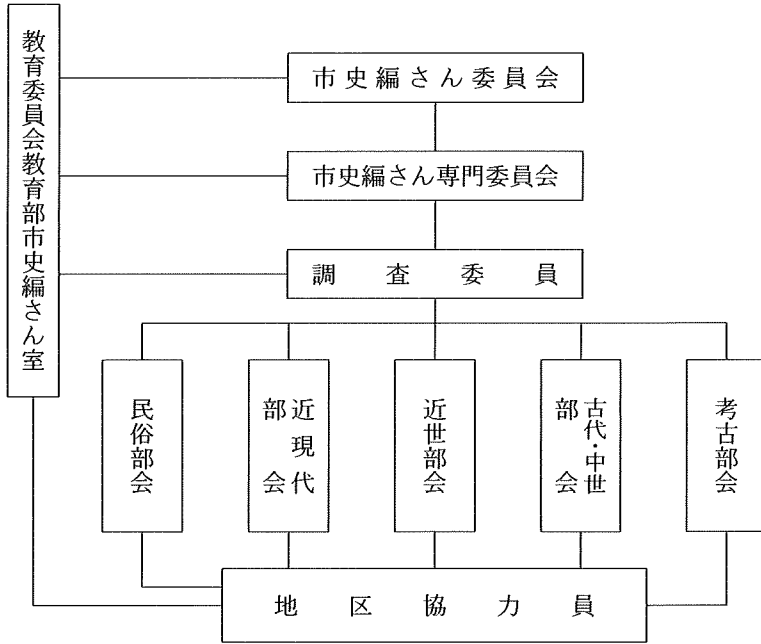 教育委員会教育部市史編さん室
市史編さん委員会
市史編さん専門委員会
調査委員
考古部会
古代・中世
部会
近世部会
近現代
部会
民俗部会
地区協力員